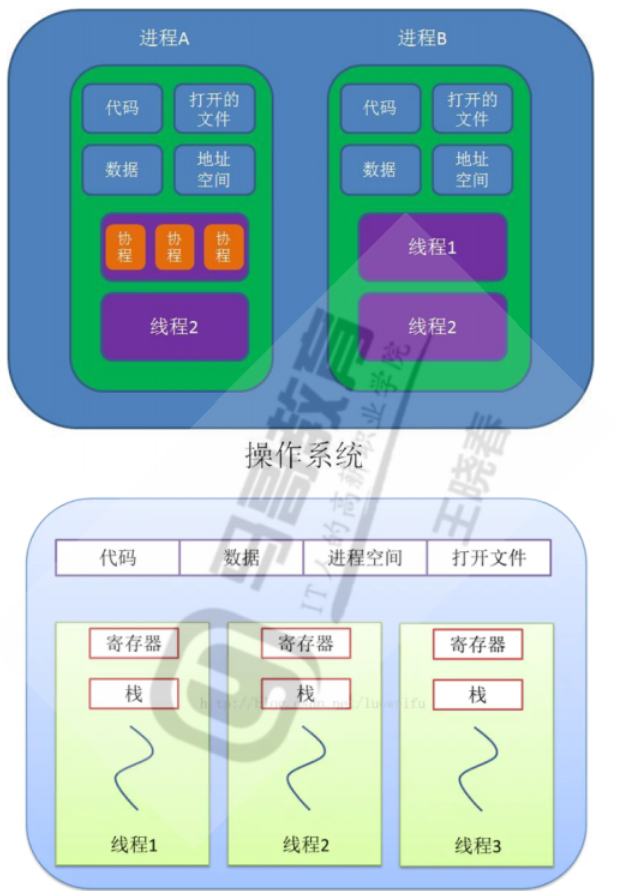 进程A
进程B
代码
打开的
文件
代码
打开的
文件
数据
地址
空间
数据
地址
空间
协
程
协
程
协
程
线程1
线程2
线程2
操作系统
马哥教育
IT人的高薪职业学院
王晓春
代码
数据
进程空间
打开文件
寄存器
寄存器
寄存器
栈
栈
栈
http://blog.csdn.net/luoweifu
线程1
线程2
线程3